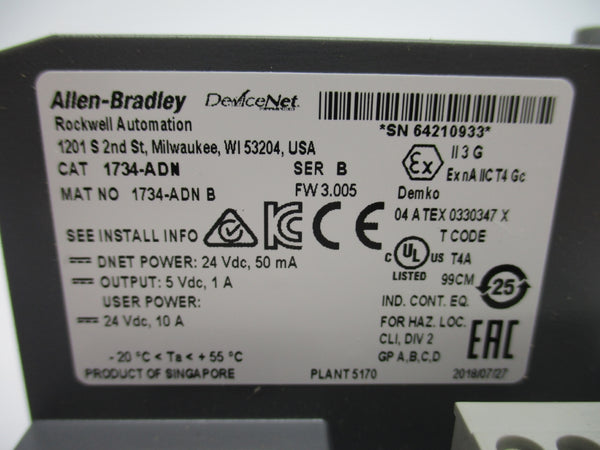 Allen-Bradley DeviceNet
*SN 64210933*
Rockwell Automation
1201 S 2nd St, Milwaukee, WI 53204, USA
CAT 1734-ADN SER B
MAT NO 1734-ADN B FW 3.005
Ex II 3 G
Ex nA IIC T4 Gc
Demko
04 ATEX 0330347 X
SEE INSTALL INFO KC CE
T CODE
C UL US T4A
LISTED 99CM
25
DNET POWER: 24 Vdc, 50 mA
OUTPUT: 5 Vdc, 1 A
USER POWER:
24 Vdc, 10 A
IND. CONT. EQ.
FOR HAZ. LOC.
CLI, DIV 2
GP A,B,C,D
EAC
-20 °C < Ta < +55 °C
PRODUCT OF SINGAPORE PLANT 5170 2018/07/27